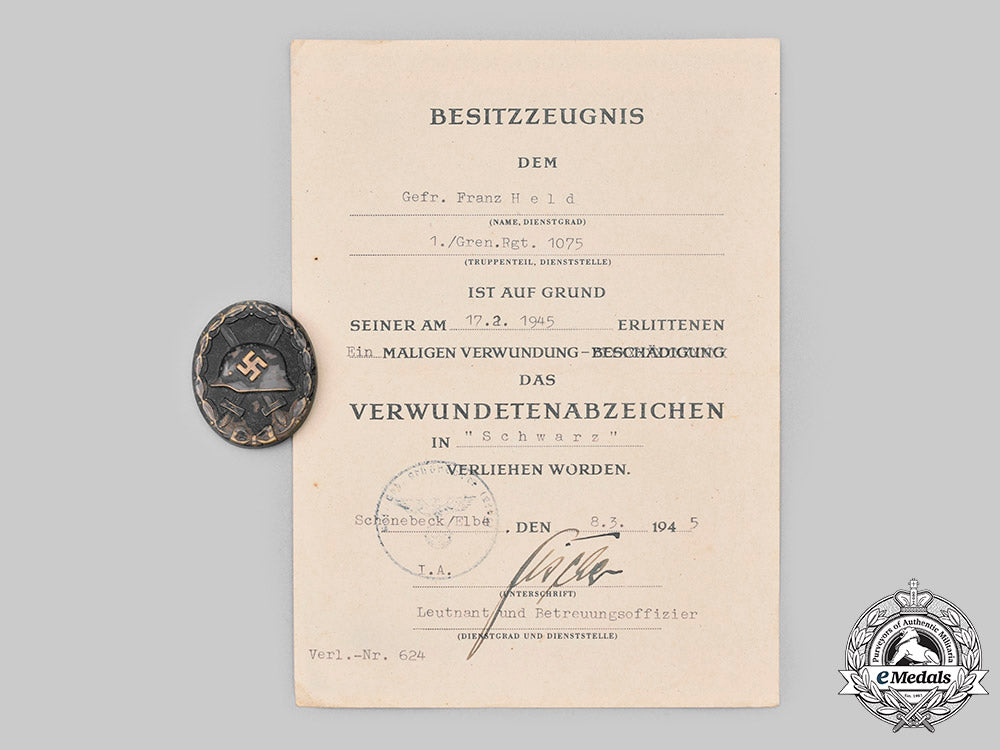 BESITZZEUGNIS
DEM
Gefr. Franz Held
(NAME, DIENSTGRAD)
1./Gren.Rgt. 1075
(TRUPPENTEIL, DIENSTSTELLE)
IST AUF GRUND
SEINER AM 17.2. 1945 ERLITTENEN
Ein MALIGEN VERWUNDUNG – BESCHÄDIGUNG
DAS
VERWUNDETENABZEICHEN
IN "Schwarz"
VERLIEHEN WORDEN.
Schönebeck/Elbe, DEN 8.3. 1945
I.A.
(UNTERSCHRIFT)
Leutnant und Betreuungsoffizier
(DIENSTGRAD UND DIENSTSTELLE)
Verl.-Nr. 624
Purveyors of Authentic Militaria
eMedals